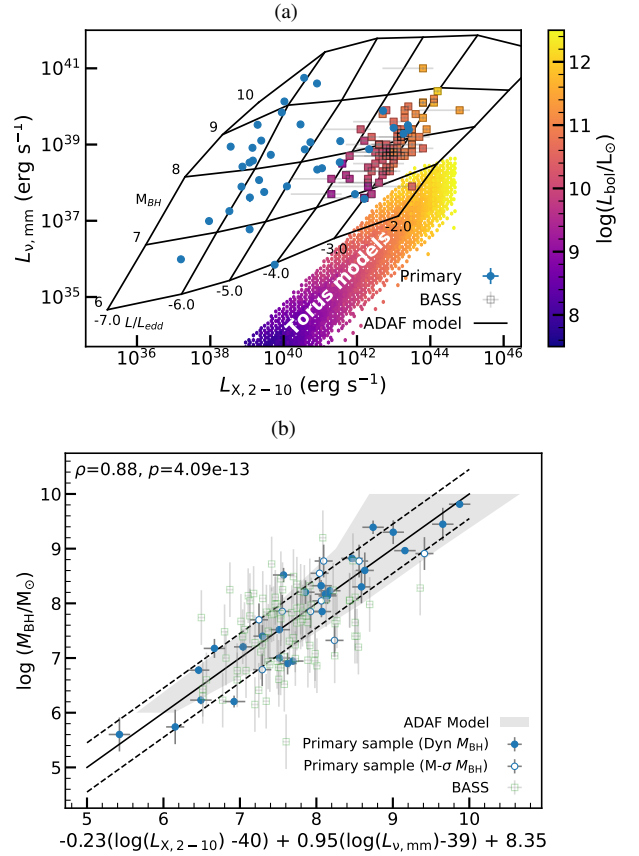 (a)
10^41
10^39
10^37
10^35
L_ν,mm (erg s^−1)
10
9
8
M_BH
7
6
-7.0
L/L_edd
-6.0
-5.0
-4.0
-3.0
-2.0
Torus models
Primary
BASS
ADAF model
10^36 10^38 10^40 10^42 10^44 10^46
L_X, 2−10 (erg s^−1)
12
11
10
9
8
log(L_bol/L_⊙)
(b)
ρ=0.88, p=4.09e-13
10
9
8
7
6
5
log (M_BH/M_⊙)
ADAF Model
Primary sample (Dyn M_BH)
Primary sample (M-σ M_BH)
BASS
5 6 7 8 9 10
-0.23(log(L_X, 2−10) -40) + 0.95(log(L_ν,mm)-39) + 8.35